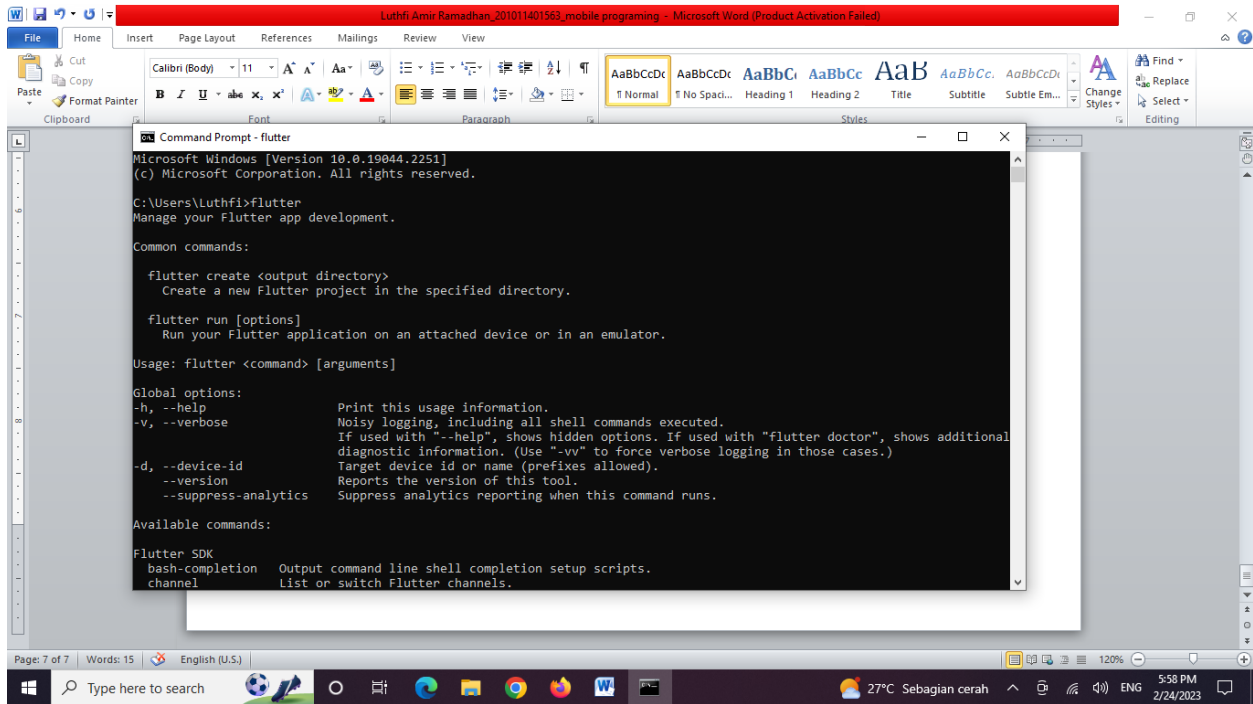 Luthfi Amir Ramadhan_201011401563_mobile programing - Microsoft Word (Product Activation Failed)
File Home Insert Page Layout References Mailings Review View
Cut
Copy
Format Painter
Paste
Clipboard
Calibri (Body) 11
Font
Paragraph
AaBbCcDc AaBbCcDc AaBbC AaBbCc AaB AaBbCc. AaBbCcDc
¶ Normal ¶ No Spaci... Heading 1 Heading 2 Title Subtitle Subtle Em...
Styles
Change Styles
Find
Replace
Select
Editing
Command Prompt - flutter
Microsoft Windows [Version 10.0.19044.2251]
(c) Microsoft Corporation. All rights reserved.
C:\Users\Luthfi>flutter
Manage your Flutter app development.
Common commands:
flutter create <output directory>
Create a new Flutter project in the specified directory.
flutter run [options]
Run your Flutter application on an attached device or in an emulator.
Usage: flutter <command> [arguments]
Global options:
-h, --help Print this usage information.
-v, --verbose Noisy logging, including all shell commands executed.
If used with "--help", shows hidden options. If used with "flutter doctor", shows additional
diagnostic information. (Use "-vv" to force verbose logging in those cases.)
-d, --device-id Target device id or name (prefixes allowed).
--version Reports the version of this tool.
--suppress-analytics Suppress analytics reporting when this command runs.
Available commands:
Flutter SDK
bash-completion Output command line shell completion setup scripts.
channel List or switch Flutter channels.
Page: 7 of 7 Words: 15 English (U.S.) 120%
Type here to search 27°C Sebagian cerah ENG 5:58 PM
2/24/2023